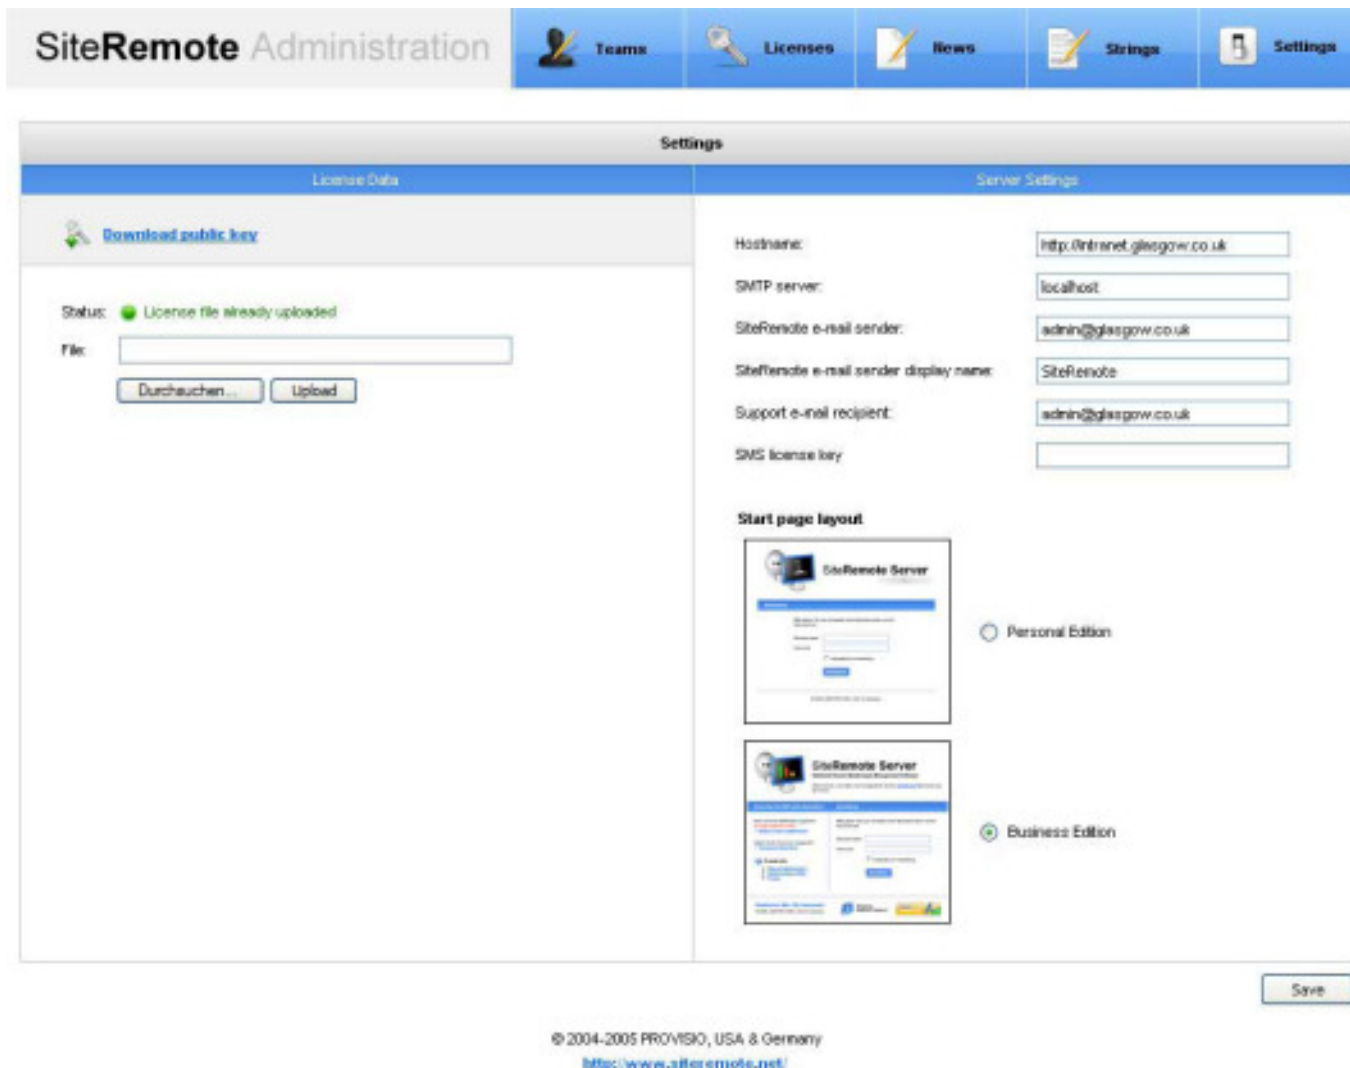 SiteRemote Administration
Teams
Licenses
News
Strings
Settings
Settings
License Data
Server Settings
Download public key
Status: License file already uploaded
File:
Durchsuchen... Upload
Hostname: http://intranet.glasgow.co.uk
SMTP server: localhost
SiteRemote e-mail sender: admin@glasgow.co.uk
SiteRemote e-mail sender display name: SiteRemote
Support e-mail recipient: admin@glasgow.co.uk
SMS license key
Start page layout
SiteRemote Server
Personal Edition
SiteRemote Server
Business Edition
Save
© 2004-2005 PROVISIO, USA & Germany
http://www.siteremote.net/